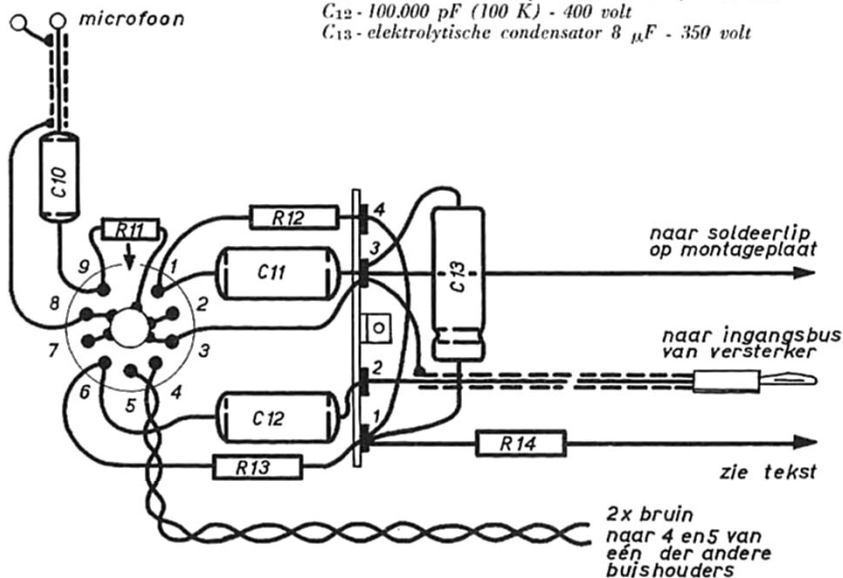 C12 - 100.000 pF (100 K) - 400 volt
C13 - elektrolytische condensator 8 µF - 350 volt
microfoon
C10
R11
R12
4
3
C11
C13
naar soldeerlip
op montageplaat
9
1
8
2
7
3
6
5
4
naar ingangsbus
van versterker
2
1
C12
R13
R14
zie tekst
2x bruin
naar 4 en 5 van
eén der andere
buishouders